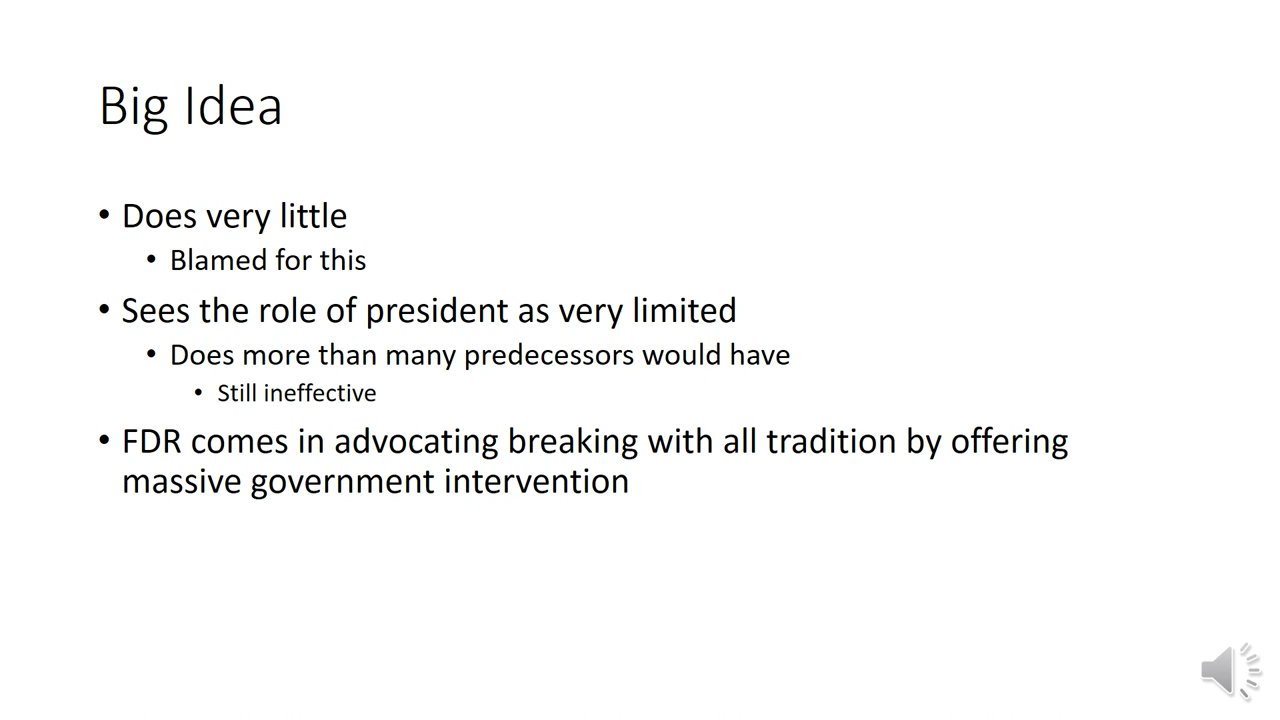 Big Idea
• Does very little
• Blamed for this
• Sees the role of president as very limited
• Does more than many predecessors would have
• Still ineffective
• FDR comes in advocating breaking with all tradition by offering
massive government intervention